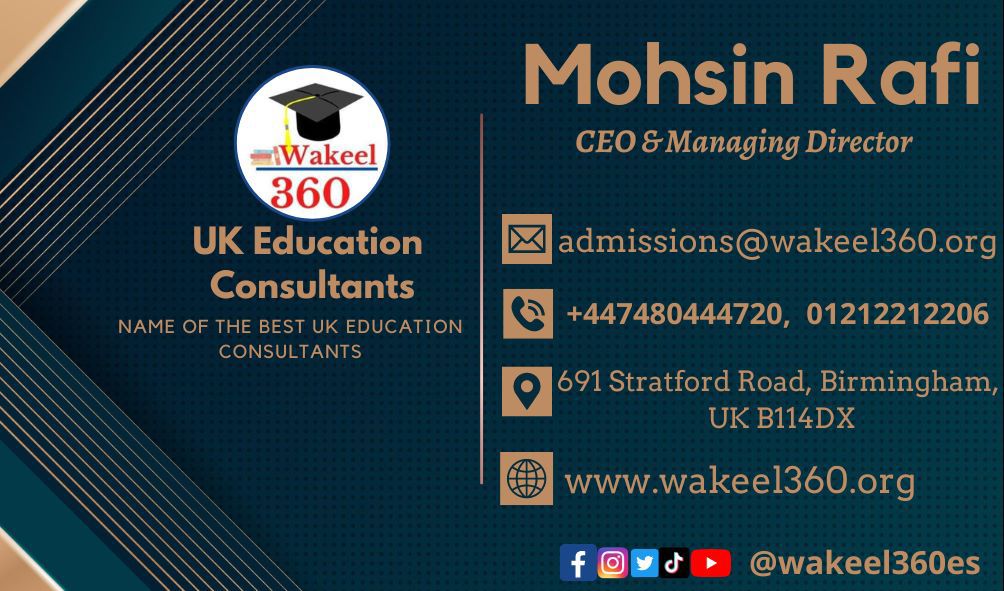 Wakeel
360
UK Education
Consultants
NAME OF THE BEST UK EDUCATION
CONSULTANTS
Mohsin Rafi
CEO & Managing Director
admissions@wakeel360.org
+447480444720, 01212212206
691 Stratford Road, Birmingham,
UK B114DX
www.wakeel360.org
@wakeel360es